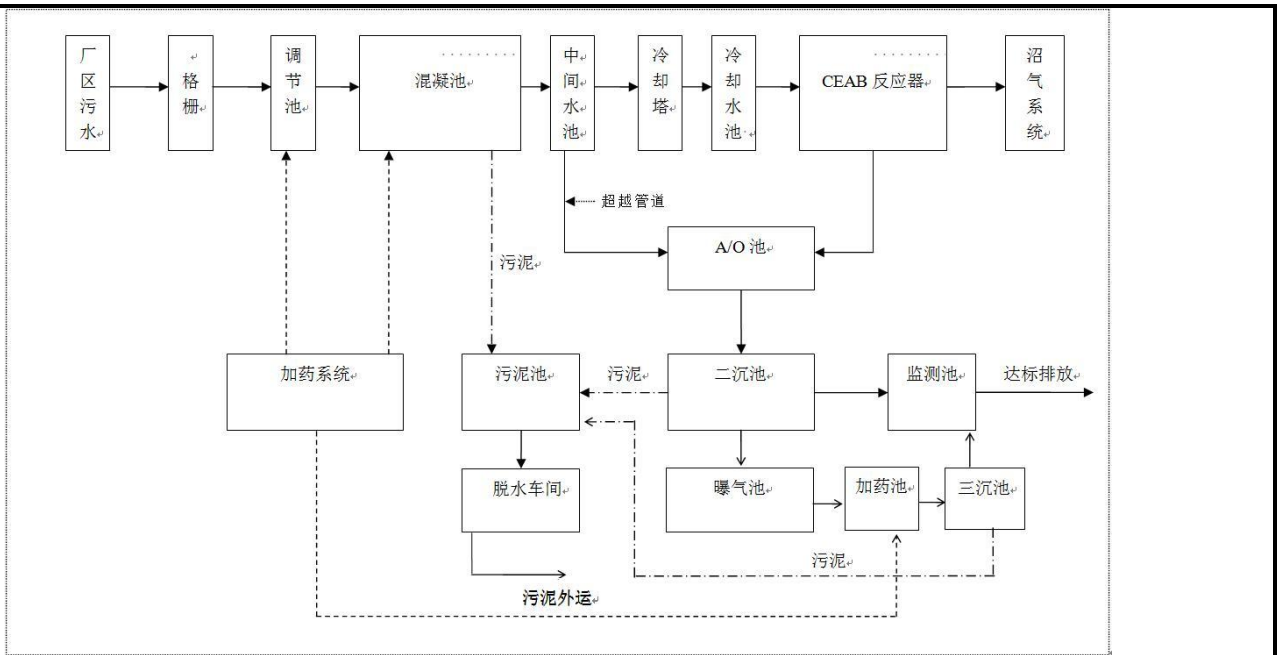 厂区污水
格栅
调节池
混凝池
中间水池
冷却塔
冷却水池
CEAB 反应器
沼气系统
超越管道
A/O 池
污泥
加药系统
污泥池
污泥
二沉池
监测池
达标排放
脱水车间
曝气池
加药池
三沉池
污泥
污泥外运